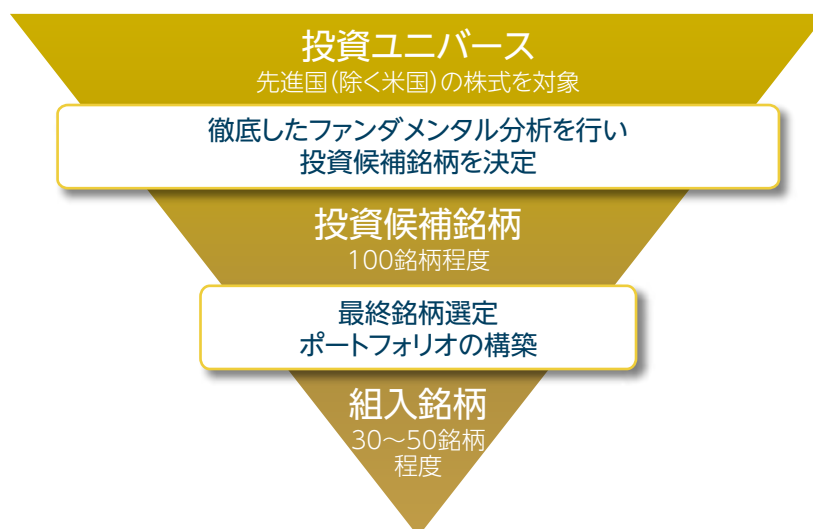 投資ユニバース
先進国(除く米国)の株式を対象
徹底したファンダメンタル分析を行い
投資候補銘柄を決定
投資候補銘柄
100銘柄程度
最終銘柄選定
ポートフォリオの構築
組入銘柄
30〜50銘柄
程度